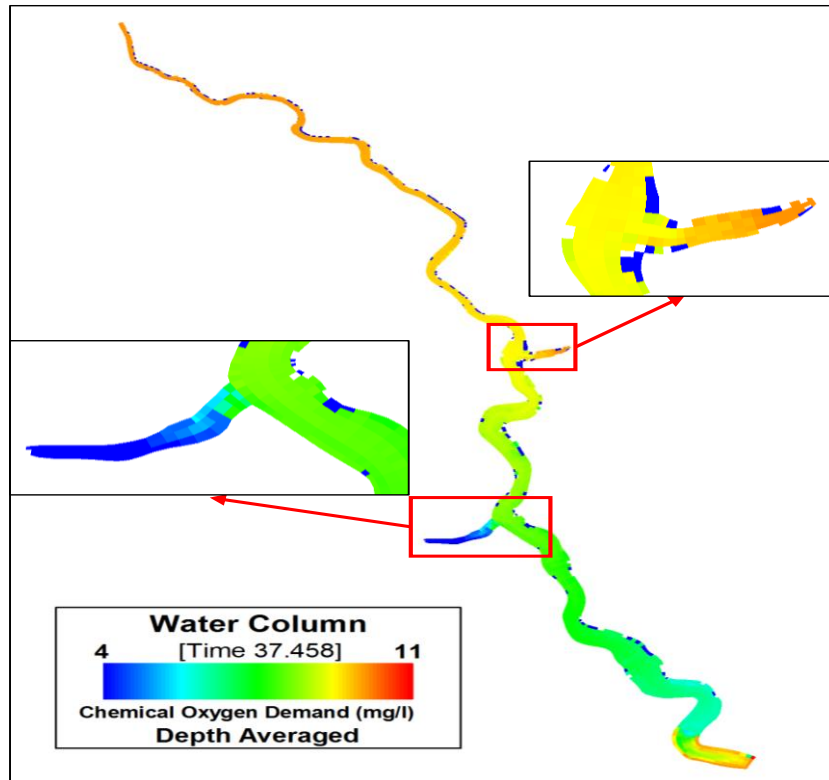 Water Column
4 [Time 37.458] 11
Chemical Oxygen Demand (mg/l)
Depth Averaged